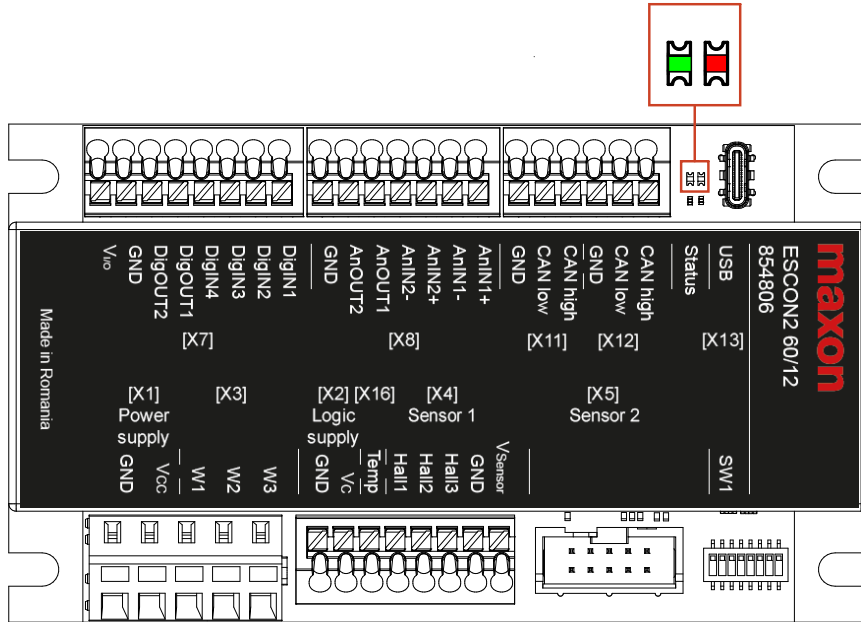 V I/O
GND
DigOUT2
DigOUT1
DigIN4
DigIN3
DigIN2
DigIN1
GND
AnOUT2
AnOUT1
AnIN2-
AnIN2+
AnIN1-
AnIN1+
GND
CAN low
CAN high
GND
CAN low
CAN high
Status
USB
ESCON2 60/12
854806
maxon
Made in Romania
[X7]
[X8]
[X11]
[X12]
[X13]
[X1]
Power
supply
[X3]
[X2]
Logic
supply
[X16]
[X4]
Sensor 1
[X5]
Sensor 2
GND
Vcc
W1
W2
W3
GND
Vc
Temp
Hall1
Hall2
Hall3
GND
VSensor
SW1